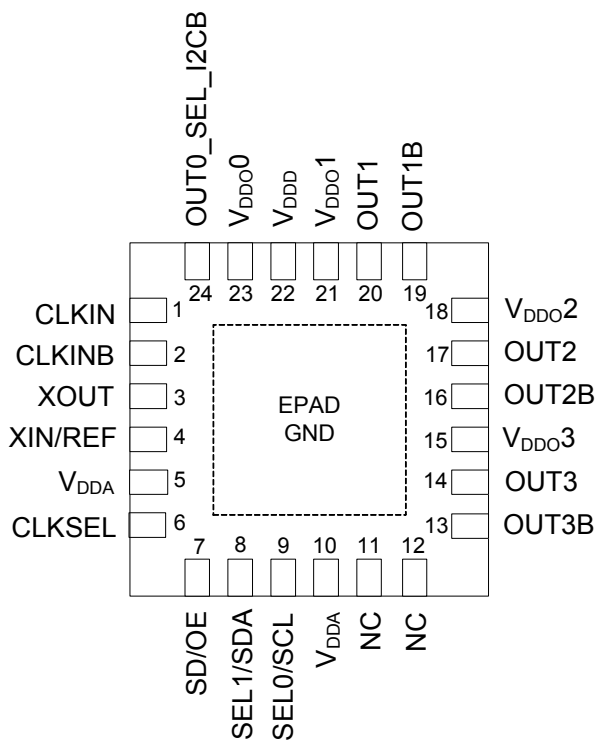 OUT0_SEL_I2CB
VDDO0
VDDD
VDDO1
OUT1
OUT1B
24
23
22
21
20
19
CLKIN
1
CLKINB
2
XOUT
3
XIN/REF
4
VDDA
5
CLKSEL
6
EPAD
GND
18
VDDO2
17
OUT2
16
OUT2B
15
VDDO3
14
OUT3
13
OUT3B
7
8
9
10
11
12
SD/OE
SEL1/SDA
SEL0/SCL
VDDA
NC
NC